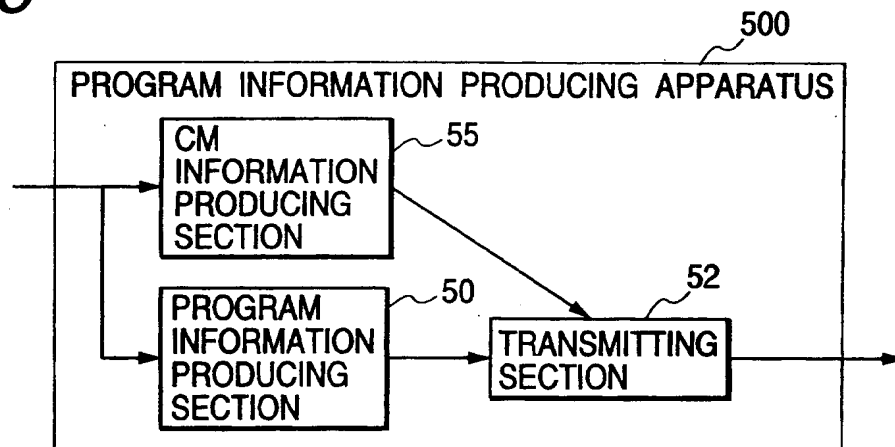 500
PROGRAM INFORMATION PRODUCING APPARATUS
CM
INFORMATION
PRODUCING
SECTION
55
PROGRAM
INFORMATION
PRODUCING
SECTION
50
TRANSMITTING
SECTION
52